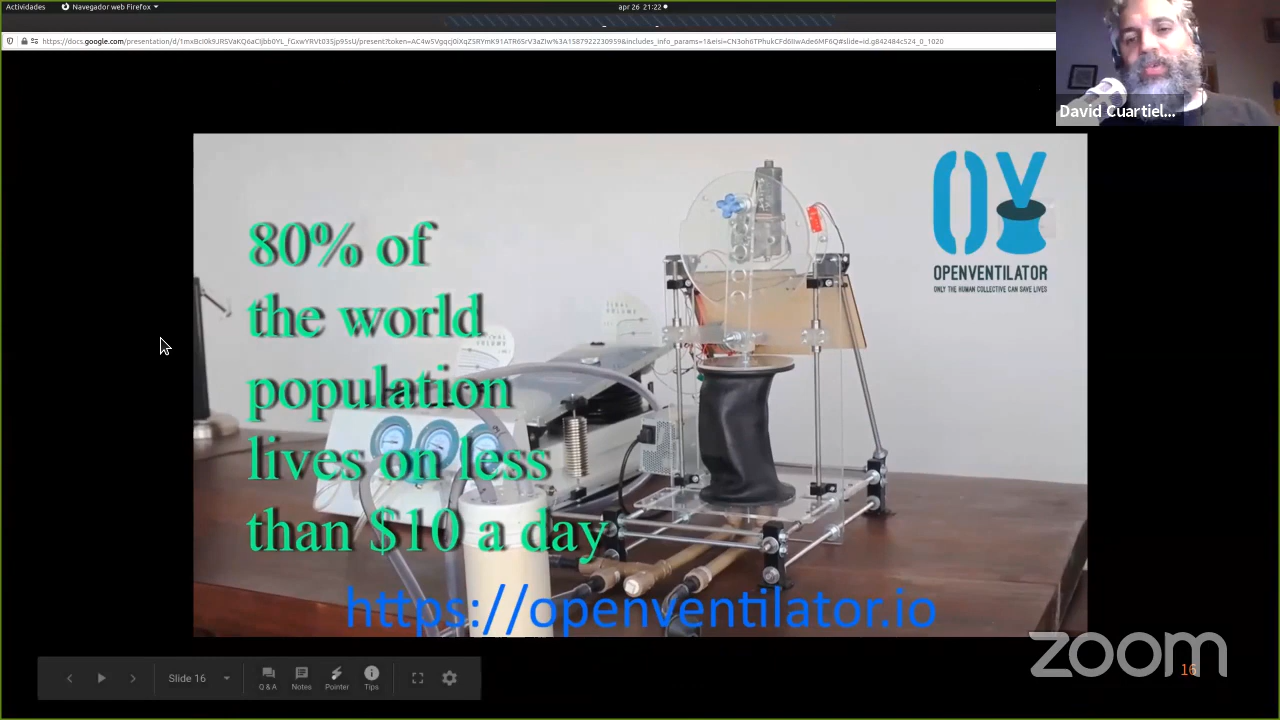 Actividades
Navegador web Firefox
apr 26 21:22
David Cuartiel...
80% of
the world
population
lives on less
than $10 a day
OPENVENTILATOR
ONLY THE HUMAN COLLECTIVE CAN SAVE LIVES
https://openventilator.io
Slide 16
Q & A
Notes
Pointer
Tips
zoom
16